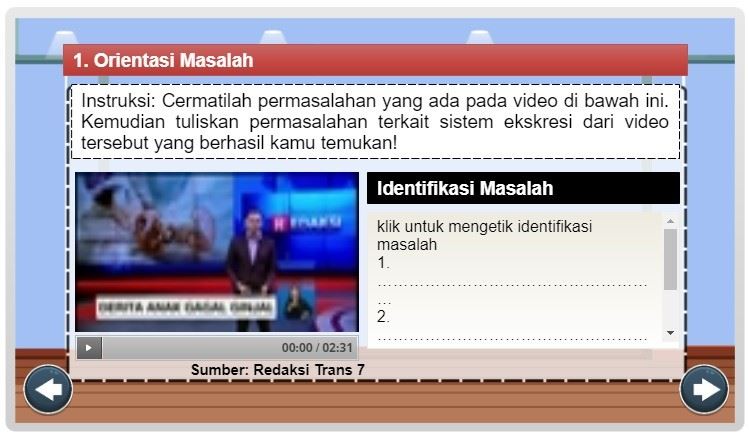 1. Orientasi Masalah
Instruksi: Cermatilah permasalahan yang ada pada video di bawah ini.
Kemudian tuliskan permasalahan terkait sistem ekskresi dari video
tersebut yang berhasil kamu temukan!
REDAKSI
BERITA ANAK GAGAL GINJAL
00:00 / 02:31
Sumber: Redaksi Trans 7
Identifikasi Masalah
klik untuk mengetik identifikasi
masalah
1.
………………………………………………
…
2.
………………………………………………